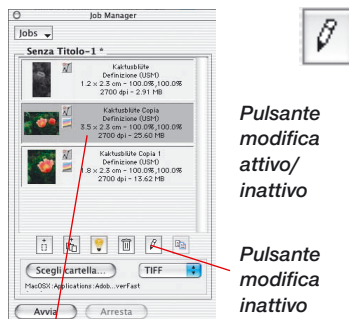 Job Manager
Jobs
Senza Titolo-1 *
Kaktusblüte
Definizione (USM)
1.2 x 2.3 cm - 100.0%,100.0%
2700 dpi - 2.91 MB
Kaktusblüte Copia
Definizione (USM)
3.5 x 2.3 cm - 100.0%,100.0%
2700 dpi - 25.60 MB
Kaktusblüte Copia 1
Definizione (USM)
1.8 x 2.3 cm - 100.0%,100.0%
2700 dpi - 13.62 MB
Scegli cartella...
TIFF
MacOSX:Applications:Adob...verFast
Avvia
Arresta
Pulsante
modifica
attivo/
inattivo
Pulsante
modifica
inattivo